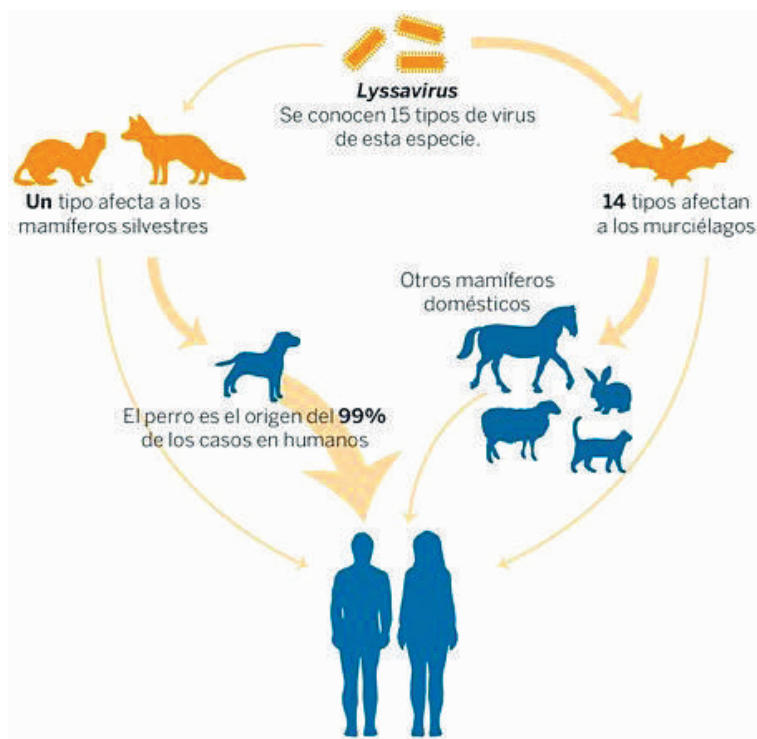 Lyssavirus
Se conocen 15 tipos de virus
de esta especie.
Un tipo afecta a los
mamíferos silvestres
14 tipos afectan
a los murciélagos
Otros mamíferos
domésticos
El perro es el origen del 99%
de los casos en humanos